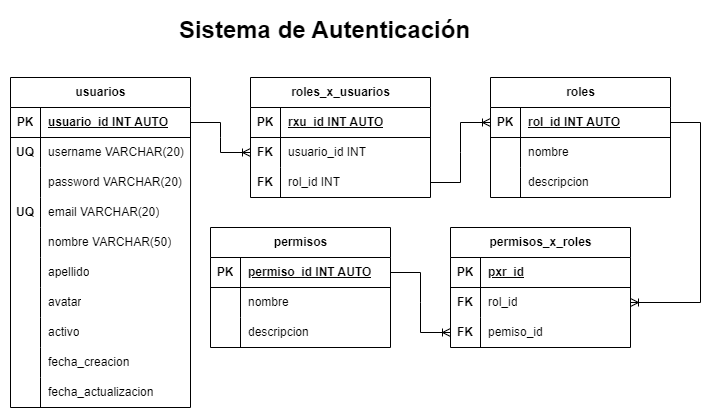 Sistema de Autenticación
usuarios
PK usuario_id INT AUTO
UQ username VARCHAR(20)
password VARCHAR(20)
UQ email VARCHAR(20)
nombre VARCHAR(50)
apellido
avatar
activo
fecha_creacion
fecha_actualizacion
roles_x_usuarios
PK rxu_id INT AUTO
FK usuario_id INT
FK rol_id INT
roles
PK rol_id INT AUTO
nombre
descripcion
permisos
PK permiso_id INT AUTO
nombre
descripcion
permisos_x_roles
PK pxr_id
FK rol_id
FK pemiso_id